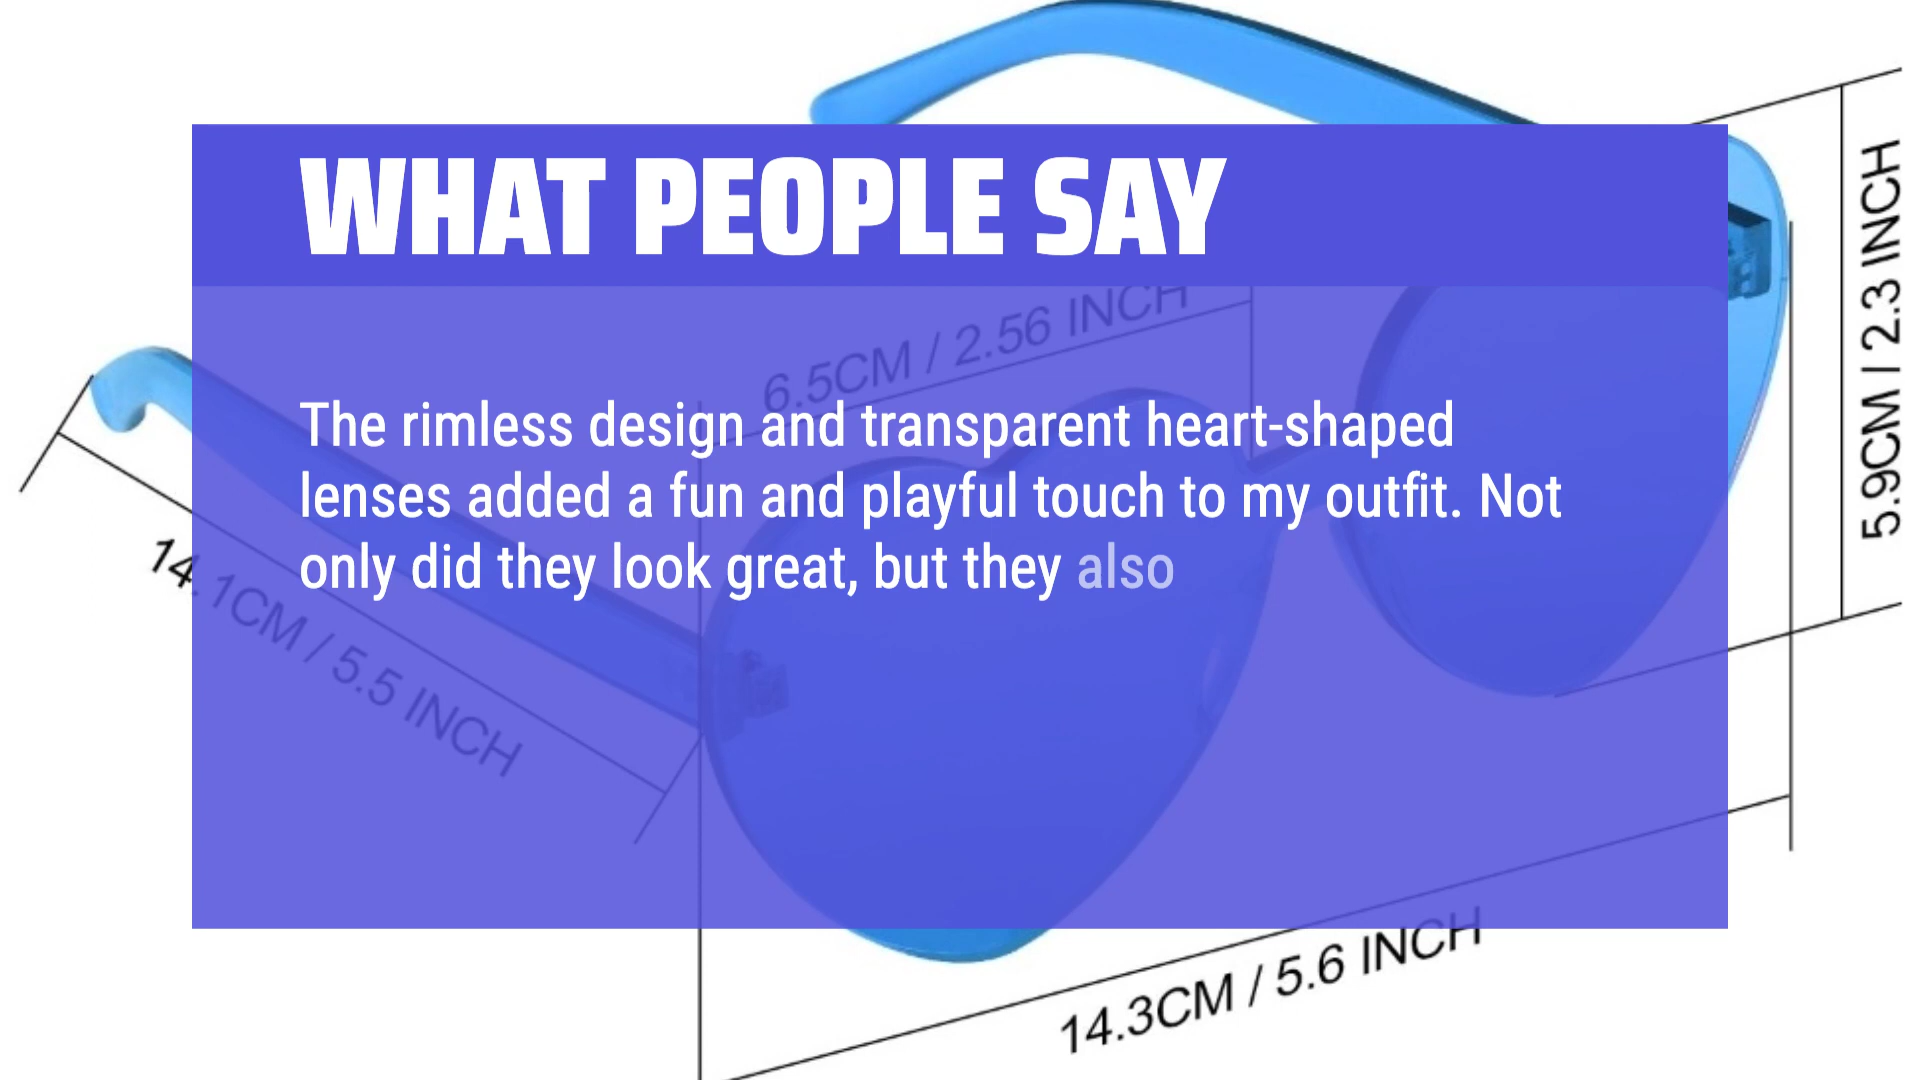 WHAT PEOPLE SAY
6.5CM / 2.56 INCH
5.9CM / 2.3 INCH
The rimless design and transparent heart-shaped
lenses added a fun and playful touch to my outfit. Not
only did they look great, but they also
14.1CM / 5.5 INCH
14.3CM / 5.6 INCH